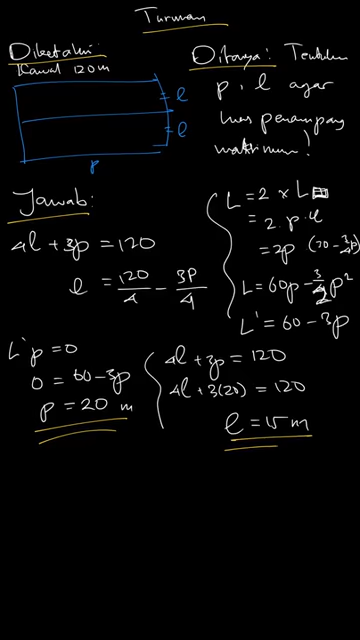 Turunan
Diketahui:
Kawat 120 m
l
l
p
Ditanya: Tentukan
p, l agar
luas penampang
maksimum!
Jawab:
4l + 3p = 120
l = 120/4 - 3p/4
L = 2 × L
= 2 . p . l
= 2p (30 - 3/4 p)
L = 60p - 3/2 p²
L' = 60 - 3p
L'p = 0
0 = 60 - 3p
p = 20 m
4l + 3p = 120
4l + 3(20) = 120
l = 15 m